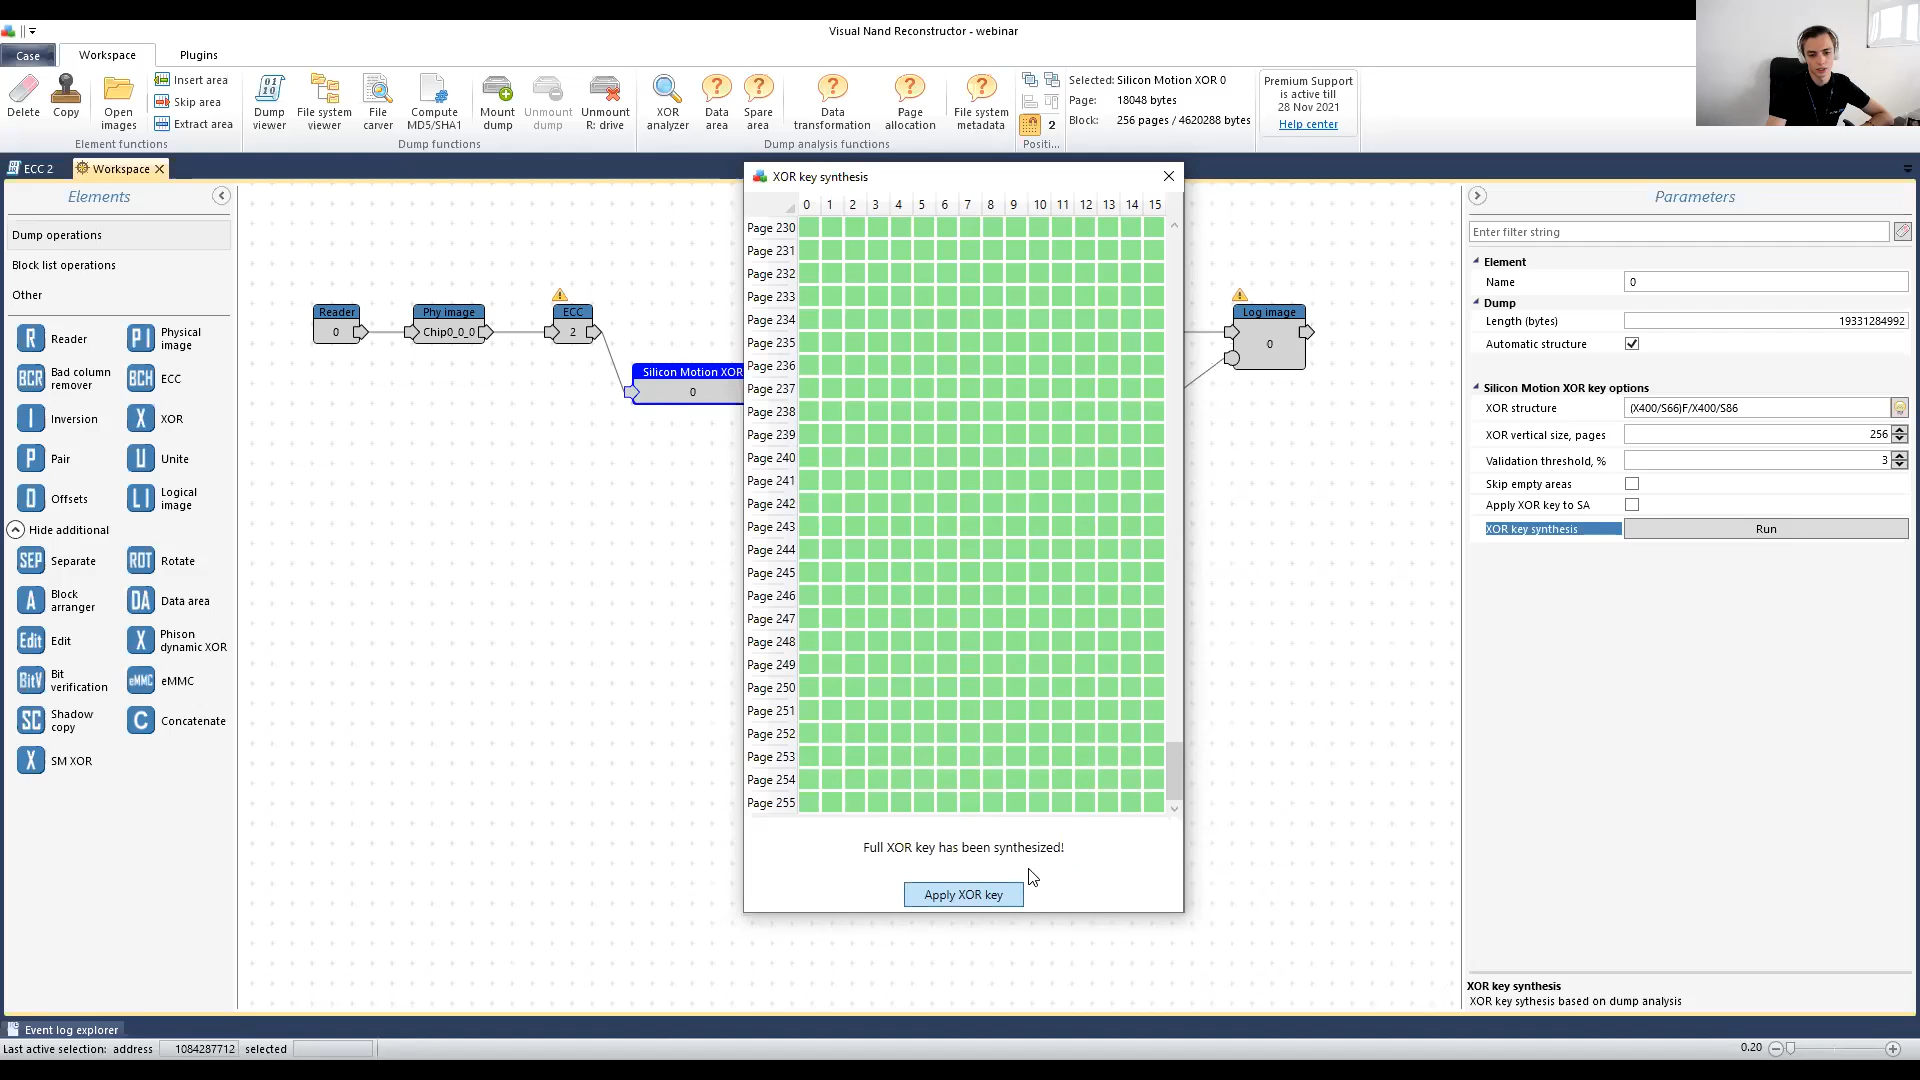 Visual Nand Reconstructor - webinar
Case
Workspace
Plugins
Delete
Copy
Open images
Insert area
Skip area
Extract area
Element functions
Dump viewer
File system viewer
File carver
Compute MD5/SHA1
Mount dump
Unmount dump
Unmount R: drive
Dump functions
XOR analyzer
Data area
Spare area
Data transformation
Page allocation
File system metadata
Dump analysis functions
2
Positi...
Selected: Silicon Motion XOR 0
Page: 18048 bytes
Block: 256 pages / 4620288 bytes
Premium Support
is active till
28 Nov 2021
Help center
ECC 2
Workspace
Elements
Dump operations
Block list operations
Other
R Reader
PI Physical image
BCR Bad column remover
BCH ECC
I Inversion
X XOR
P Pair
U Unite
O Offsets
LI Logical image
Hide additional
SEP Separate
ROT Rotate
A Block arranger
DA Data area
Edit Edit
X Phison dynamic XOR
BitV Bit verification
eMMC eMMC
SC Shadow copy
C Concatenate
X SM XOR
Reader
0
Phy image
Chip0_0_0
ECC
2
Silicon Motion XOR
0
Log image
0
XOR key synthesis
0 1 2 3 4 5 6 7 8 9 10 11 12 13 14 15
Page 230
Page 231
Page 232
Page 233
Page 234
Page 235
Page 236
Page 237
Page 238
Page 239
Page 240
Page 241
Page 242
Page 243
Page 244
Page 245
Page 246
Page 247
Page 248
Page 249
Page 250
Page 251
Page 252
Page 253
Page 254
Page 255
Full XOR key has been synthesized!
Apply XOR key
Parameters
Enter filter string
Element
Name 0
Dump
Length (bytes) 19331284992
Automatic structure
Silicon Motion XOR key options
XOR structure (X400/S66)F/X400/S86
XOR vertical size, pages 256
Validation threshold, % 3
Skip empty areas
Apply XOR key to SA
XOR key synthesis Run
XOR key synthesis
XOR key sythesis based on dump analysis
Event log explorer
Last active selection: address 1084287712 selected
0.20